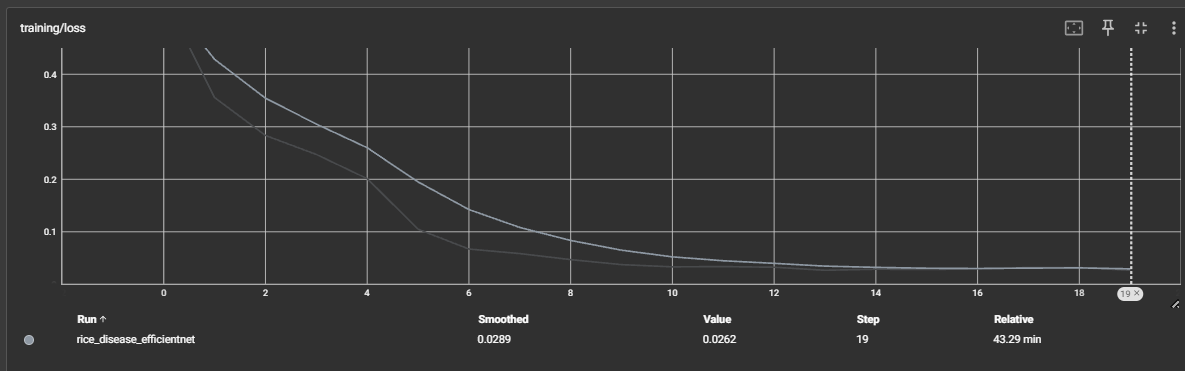 training/loss
0.4
0.3
0.2
0.1
0 2 4 6 8 10 12 14 16 18 19 ×
Run ↑ Smoothed Value Step Relative
rice_disease_efficientnet 0.0289 0.0262 19 43.29 min